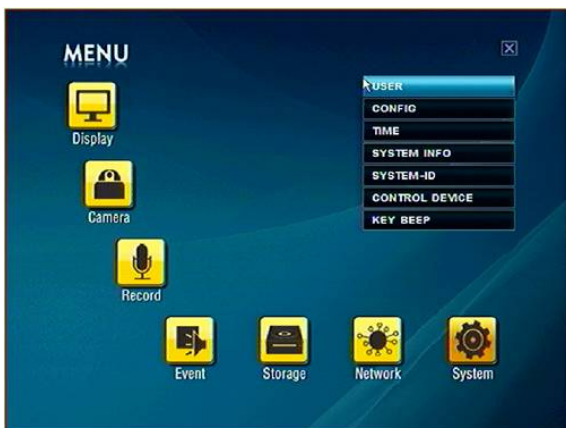 MENU
USER
CONFIG
TIME
SYSTEM INFO
SYSTEM-ID
CONTROL DEVICE
KEY BEEP
Display
Camera
Record
Event
Storage
Network
System